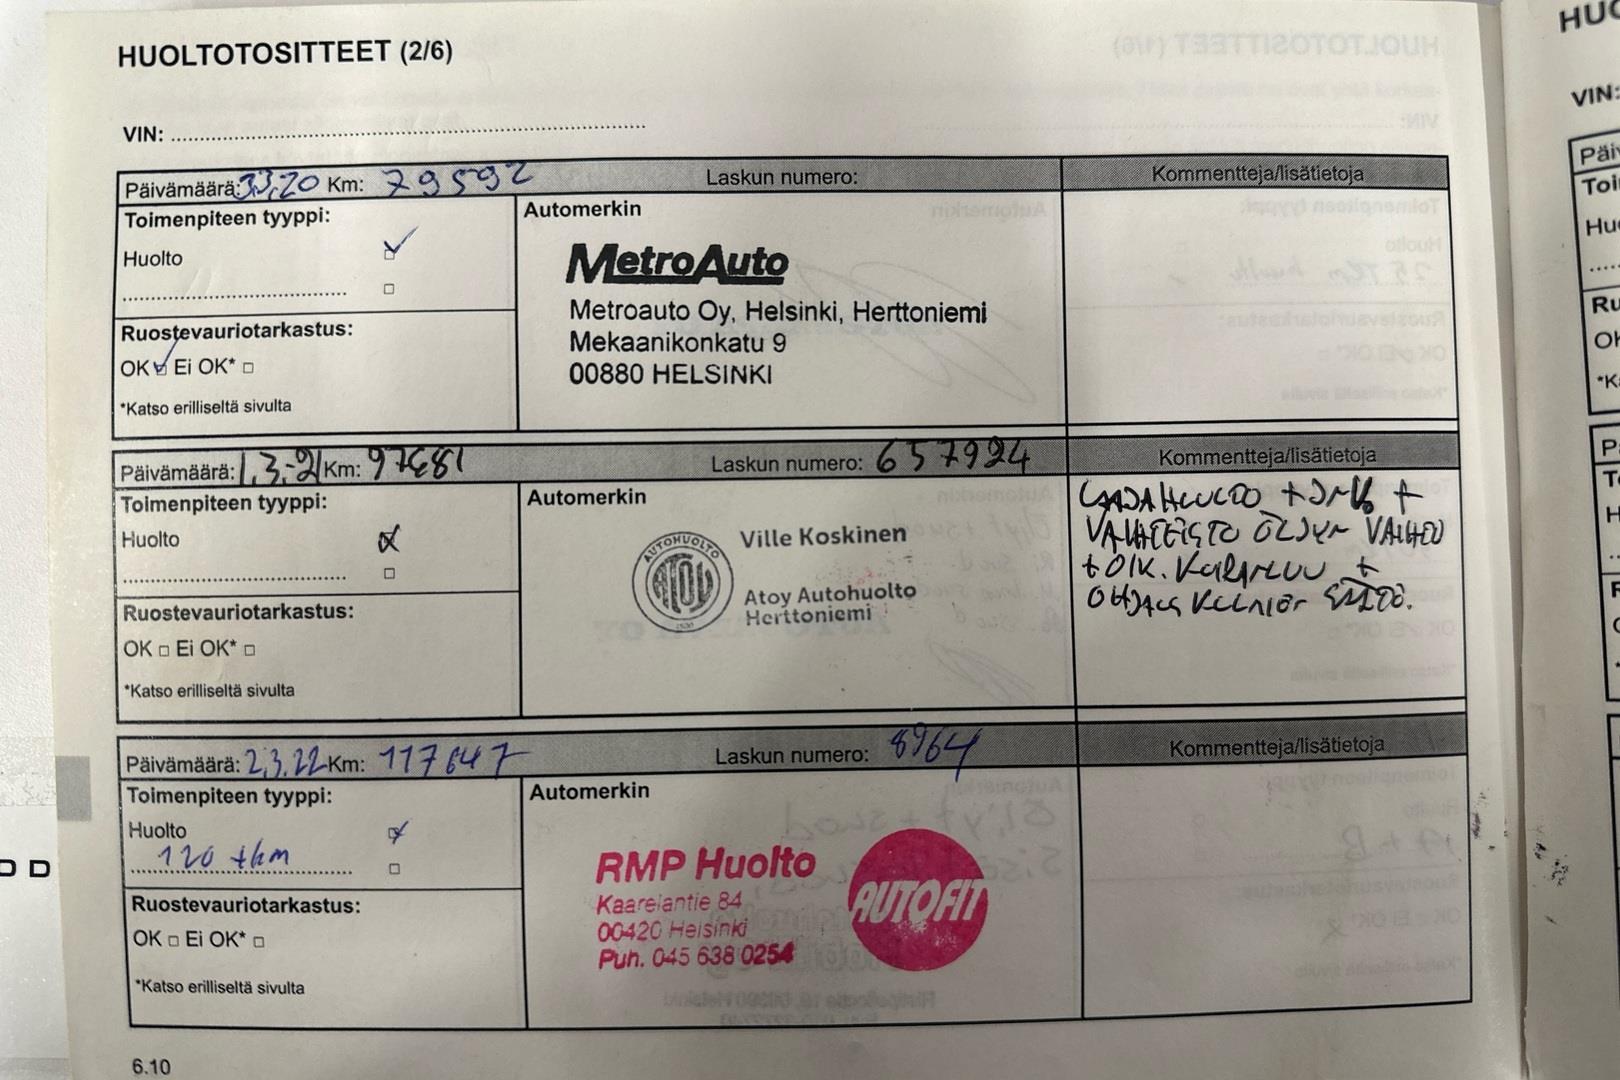 HUOLTOTOSITTEET (2/6)
VIN:
Päivämäärä: 3.3.20 Km: 79592 Laskun numero: Kommentteja/lisätietoja
Toimenpiteen tyyppi:
Huolto
Ruostevauriotarkastus:
OK Ei OK*
*Katso erilliseltä sivulta
Automerkin
MetroAuto
Metroauto Oy, Helsinki, Herttoniemi
Mekaanikonkatu 9
00880 HELSINKI
Päivämäärä: 1.3.-21 Km: Laskun numero: 657924 Kommentteja/lisätietoja
Toimenpiteen tyyppi:
Huolto
Ruostevauriotarkastus:
OK Ei OK*
*Katso erilliseltä sivulta
Automerkin
AUTOHUOLTO
ATOY
Ville Koskinen
Atoy Autohuolto
Herttoniemi
+
VAIHTEISTO ÖLJYN VAIHTO
+
Päivämäärä: 2.3.22 Km: 117647 Laskun numero: 8964 Kommentteja/lisätietoja
Toimenpiteen tyyppi:
Huolto
120 tkm
Ruostevauriotarkastus:
OK Ei OK*
*Katso erilliseltä sivulta
Automerkin
RMP Huolto
Kaarelantie 84
00420 Helsinki
Puh. 045 638 0254
AUTOFIT
6.10
VIN: